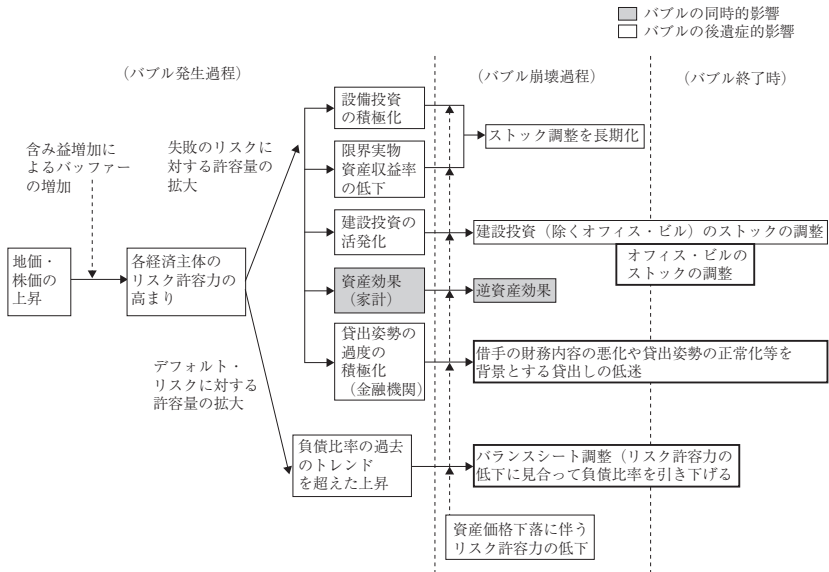 バブルの同時的影響
バブルの後遺症的影響
（バブル発生過程）
（バブル崩壊過程）
（バブル終了時）
含み益増加に
よるバッファー
の増加
失敗のリスクに
対する許容量の
拡大
設備投資
の積極化
限界実物
資産収益率
の低下
ストック調整を長期化
建設投資の
活発化
建設投資（除くオフィス・ビル）のストックの調整
オフィス・ビルの
ストックの調整
地価・
株価の
上昇
各経済主体の
リスク許容力の
高まり
資産効果
（家計）
逆資産効果
貸出姿勢の
過度の
積極化
（金融機関）
借手の財務内容の悪化や貸出姿勢の正常化等を
背景とする貸出しの低迷
デフォルト・
リスクに対する
許容量の拡大
負債比率の過去
のトレンド
を超えた上昇
バランスシート調整（リスク許容力の
低下に見合って負債比率を引き下げる
資産価格下落に伴う
リスク許容力の低下